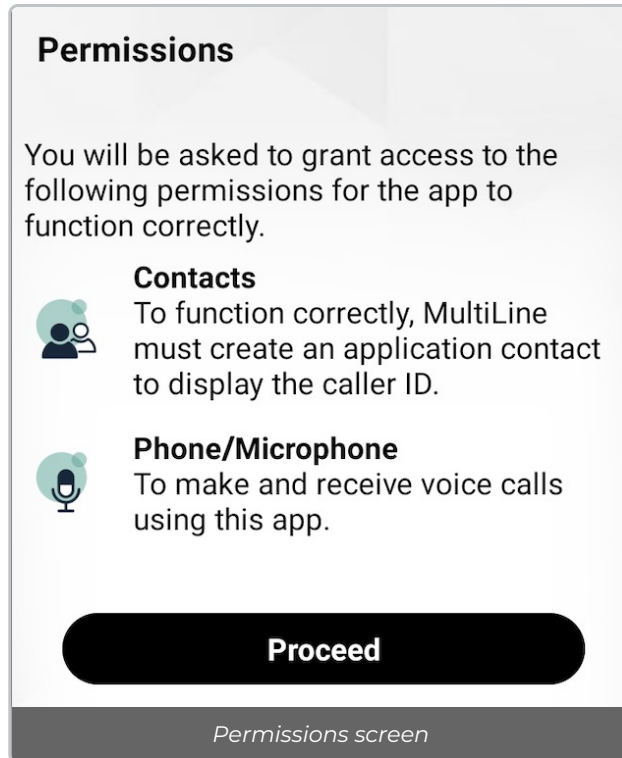 Permissions
You will be asked to grant access to the
following permissions for the app to
function correctly.
Contacts
To function correctly, MultiLine
must create an application contact
to display the caller ID.
Phone/Microphone
To make and receive voice calls
using this app.
Proceed
Permissions screen